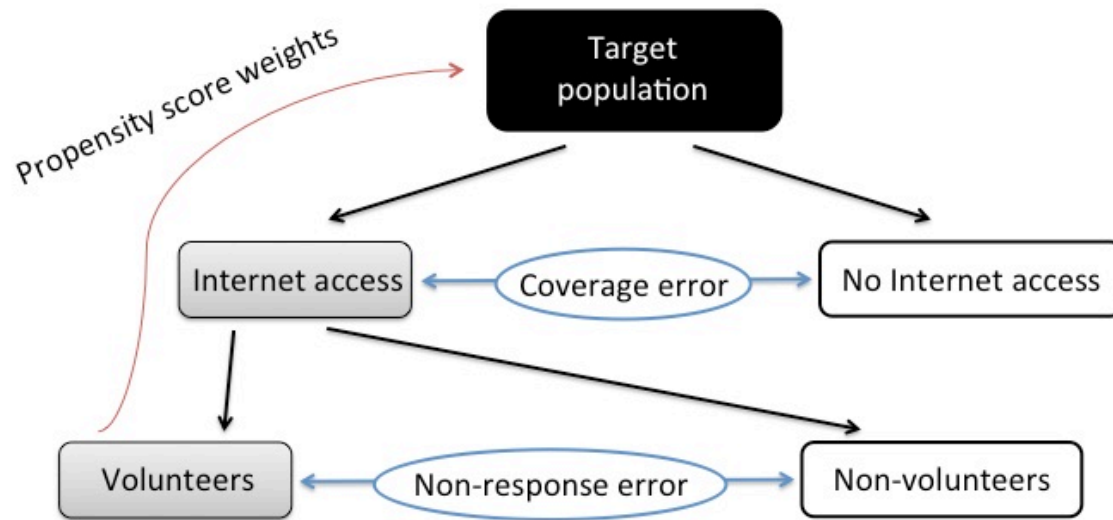 Propensity score weights
Target
population
Internet access
Coverage error
No Internet access
Volunteers
Non-response error
Non-volunteers